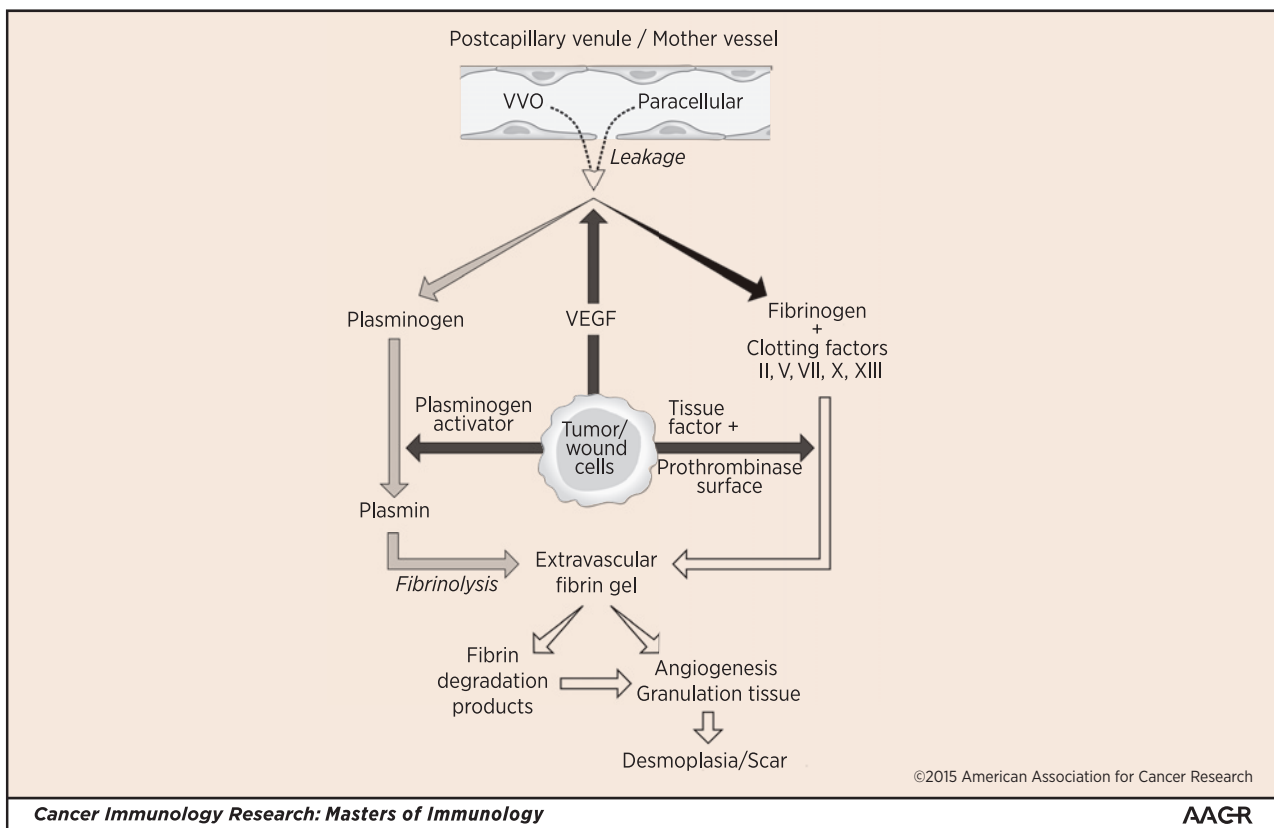 Postcapillary venule / Mother vessel
VVO
Paracellular
Leakage
Plasminogen
VEGF
Fibrinogen
+
Clotting factors
II, V, VII, X, XIII
Plasminogen
activator
Tumor/
wound
cells
Tissue
factor +
Prothrombinase
surface
Plasmin
Fibrinolysis
Extravascular
fibrin gel
Fibrin
degradation
products
Angiogenesis
Granulation tissue
Desmoplasia/Scar
©2015 American Association for Cancer Research
Cancer Immunology Research: Masters of Immunology
AACR